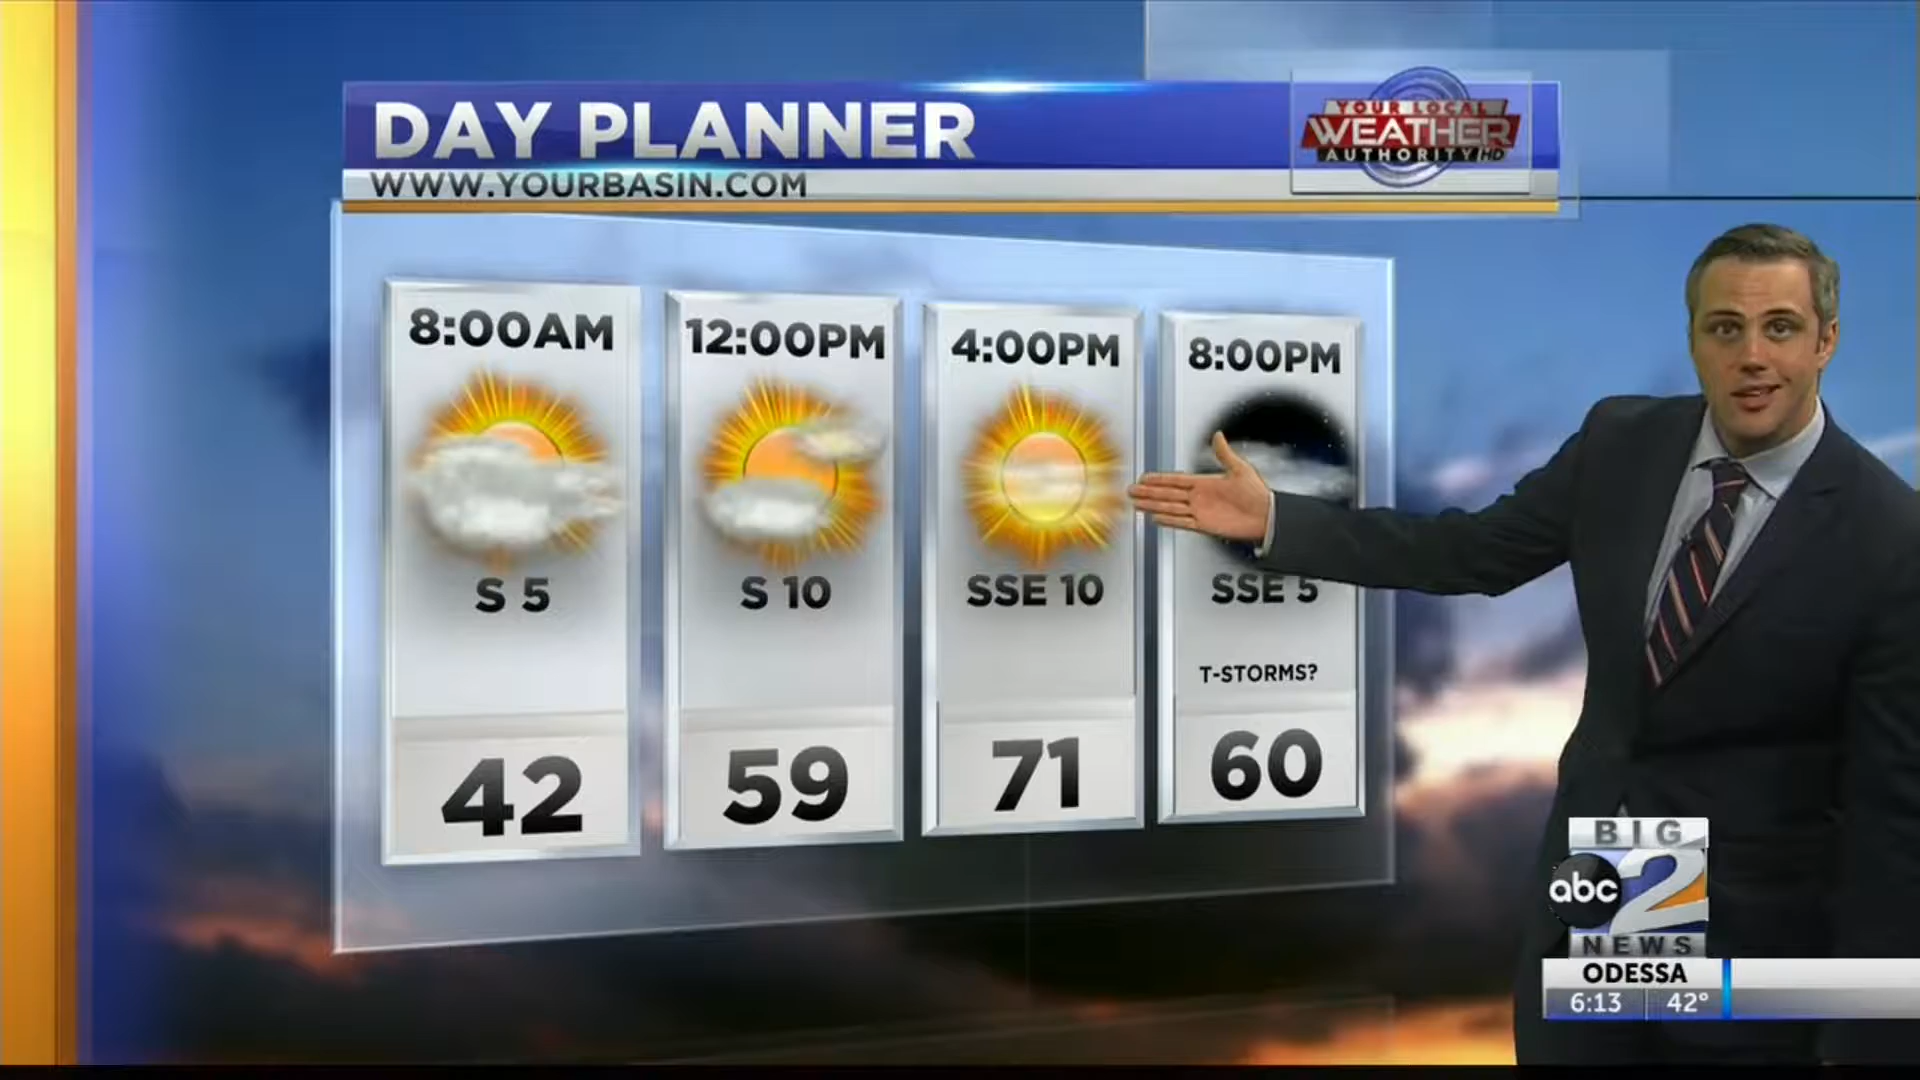 DAY PLANNER
WWW.YOURBASIN.COM
YOUR LOCAL
WEATHER
AUTHORITY HD
8:00AM
S 5
42
12:00PM
S 10
59
4:00PM
SSE 10
71
8:00PM
SSE 5
T-STORMS?
60
BIG
abc 2
NEWS
ODESSA
6:13 42°